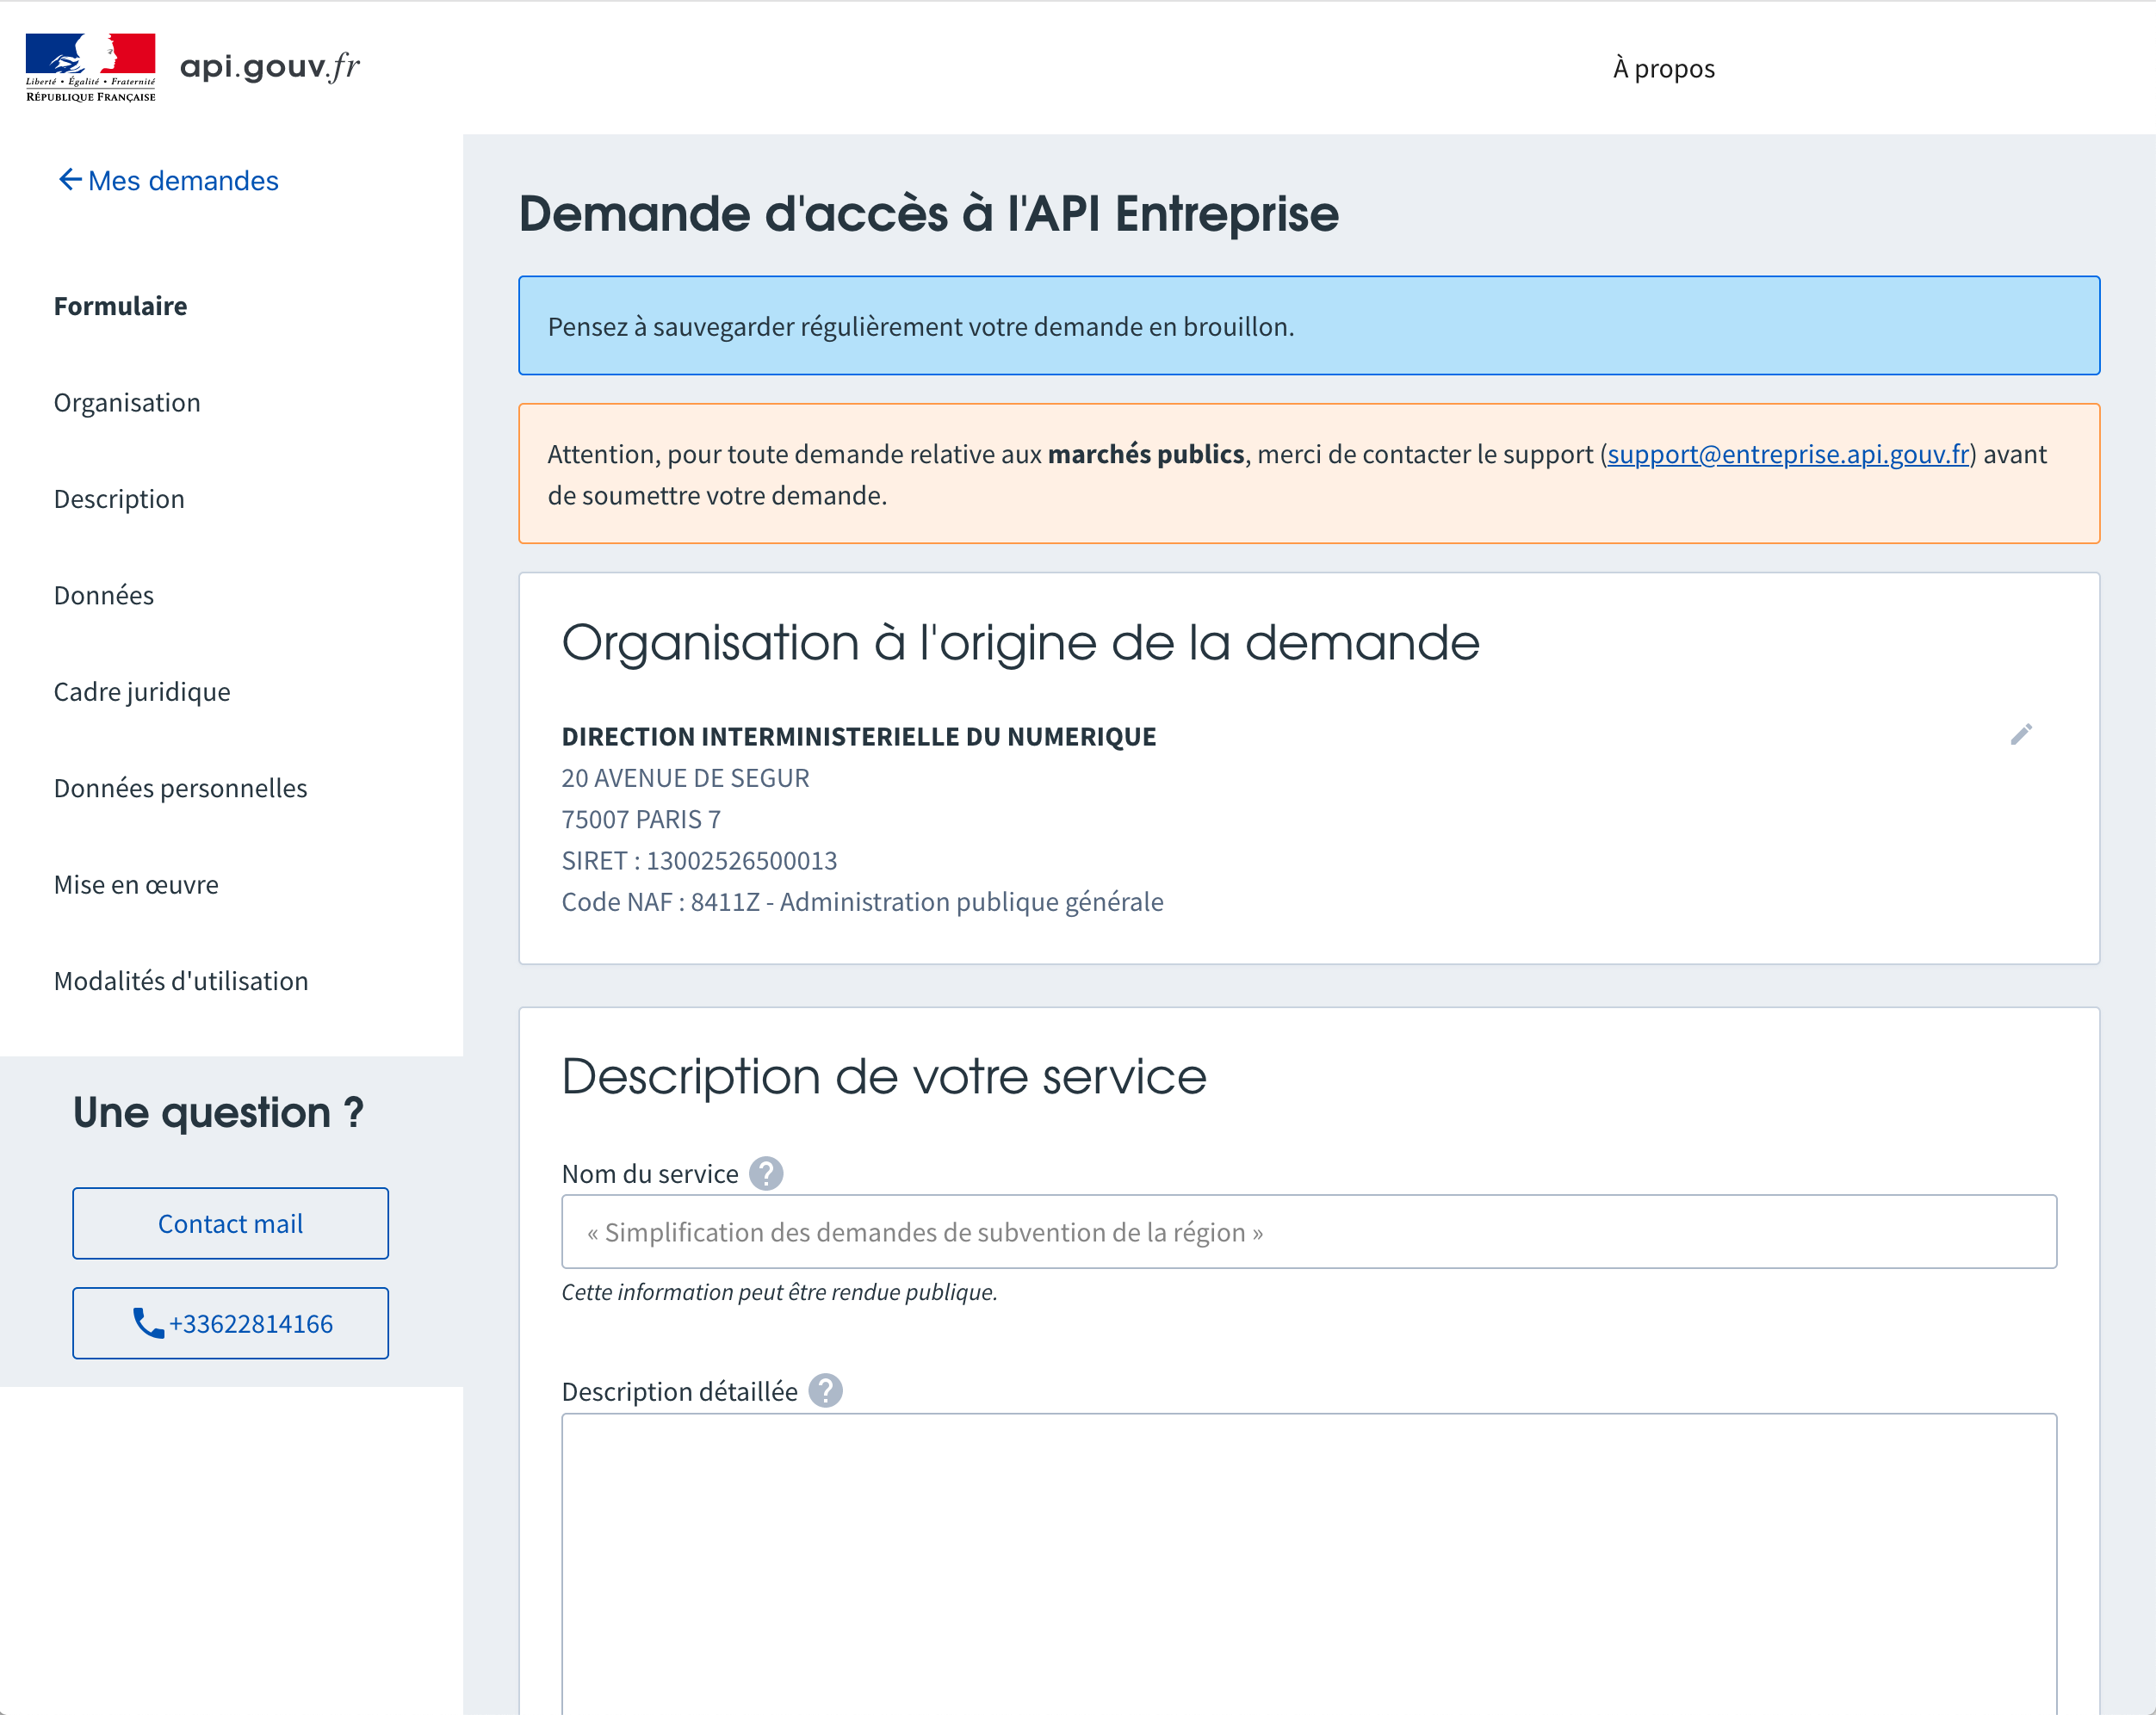 Liberté • Égalité • Fraternité
RÉPUBLIQUE FRANÇAISE
api.gouv.fr
À propos
Mes demandes
Formulaire
Organisation
Description
Données
Cadre juridique
Données personnelles
Mise en œuvre
Modalités d'utilisation
Une question ?
Contact mail
+33622814166
Demande d'accès à l'API Entreprise
Pensez à sauvegarder régulièrement votre demande en brouillon.
Attention, pour toute demande relative aux marchés publics, merci de contacter le support (support@entreprise.api.gouv.fr) avant
de soumettre votre demande.
Organisation à l'origine de la demande
DIRECTION INTERMINISTERIELLE DU NUMERIQUE
20 AVENUE DE SEGUR
75007 PARIS 7
SIRET : 13002526500013
Code NAF : 8411Z - Administration publique générale
Description de votre service
Nom du service ?
« Simplification des demandes de subvention de la région »
Cette information peut être rendue publique.
Description détaillée ?